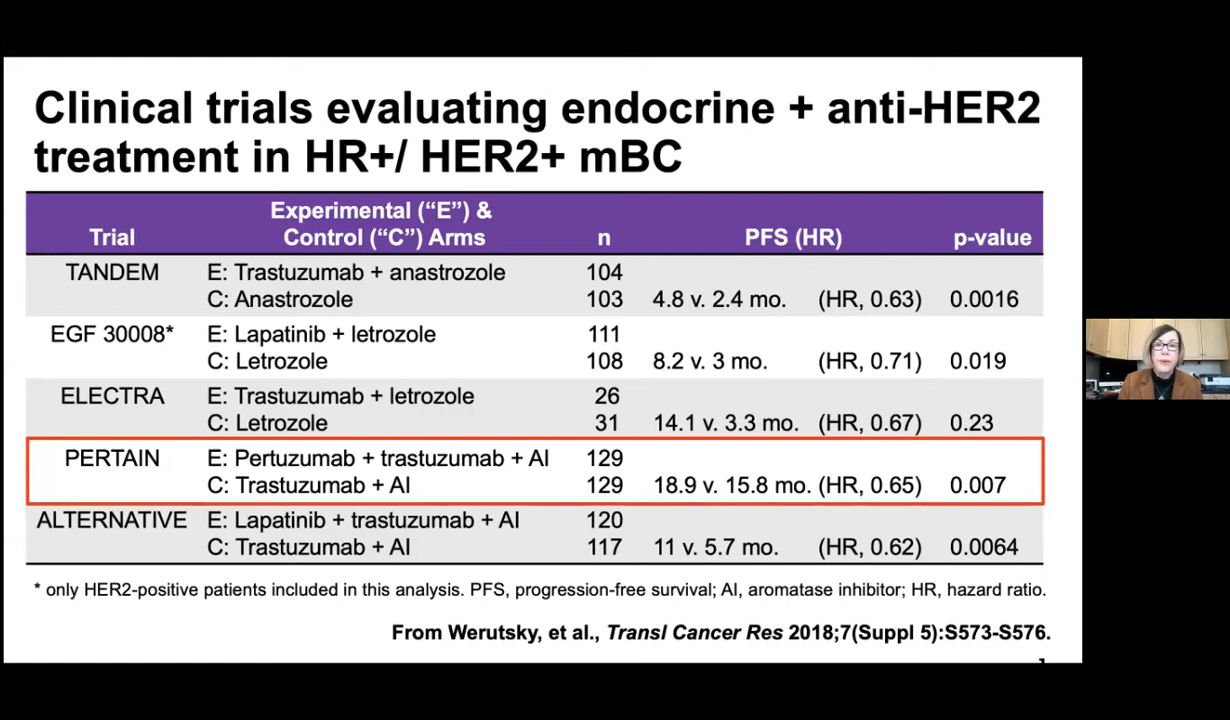 Clinical trials evaluating endocrine + anti-HER2
treatment in HR+/ HER2+ mBC
Trial Experimental (“E”) & Control (“C”) Arms n PFS (HR) p-value
TANDEM E: Trastuzumab + anastrozole 104
C: Anastrozole 103 4.8 v. 2.4 mo. (HR, 0.63) 0.0016
EGF 30008* E: Lapatinib + letrozole 111
C: Letrozole 108 8.2 v. 3 mo. (HR, 0.71) 0.019
ELECTRA E: Trastuzumab + letrozole 26
C: Letrozole 31 14.1 v. 3.3 mo. (HR, 0.67) 0.23
PERTAIN E: Pertuzumab + trastuzumab + AI 129
C: Trastuzumab + AI 129 18.9 v. 15.8 mo. (HR, 0.65) 0.007
ALTERNATIVE E: Lapatinib + trastuzumab + AI 120
C: Trastuzumab + AI 117 11 v. 5.7 mo. (HR, 0.62) 0.0064
* only HER2-positive patients included in this analysis. PFS, progression-free survival; AI, aromatase inhibitor; HR, hazard ratio.
From Werutsky, et al., Transl Cancer Res 2018;7(Suppl 5):S573-S576.